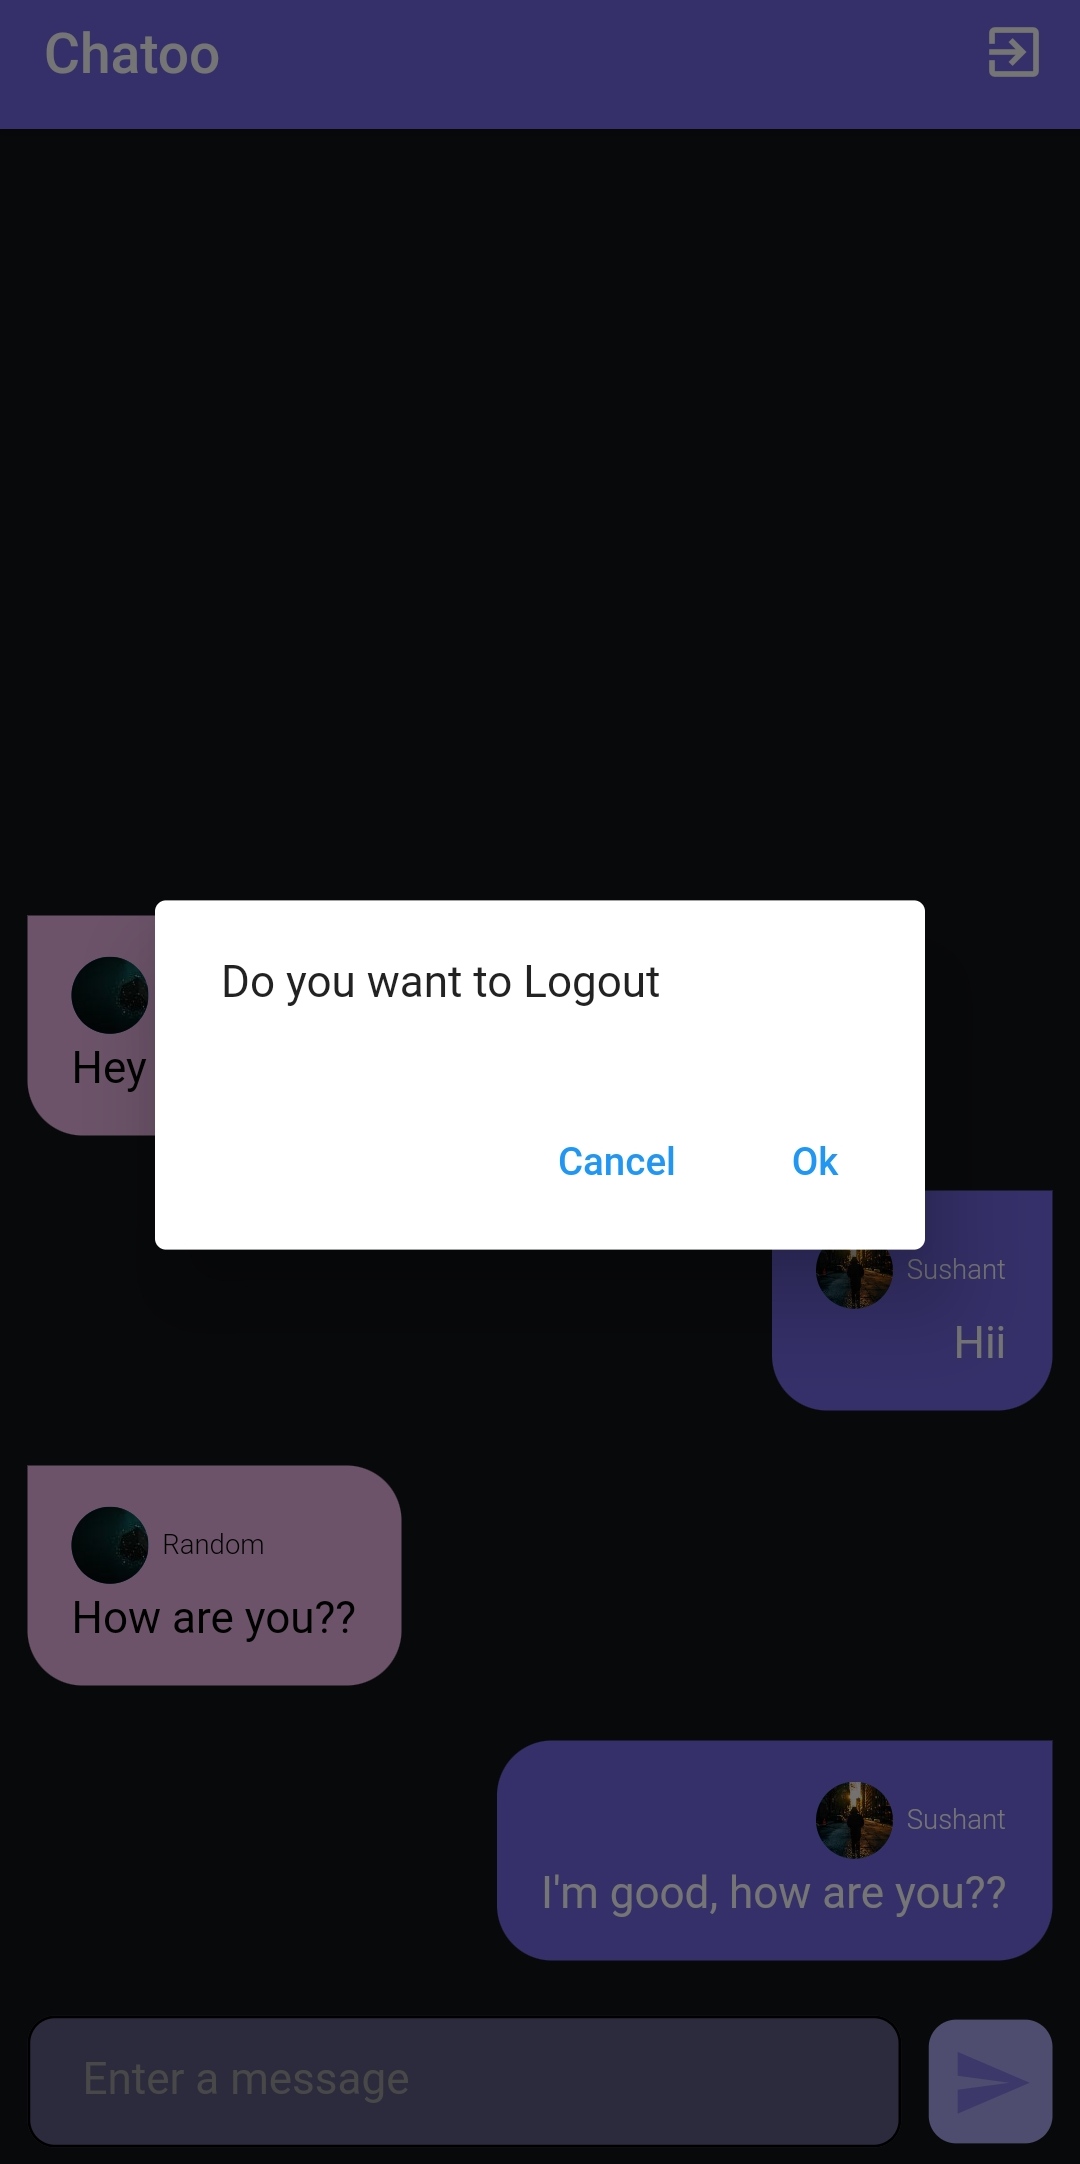 Chatoo
Do you want to Logout
Hey
Cancel Ok
Sushant
Hii
Random
How are you??
Sushant
I'm good, how are you??
Enter a message